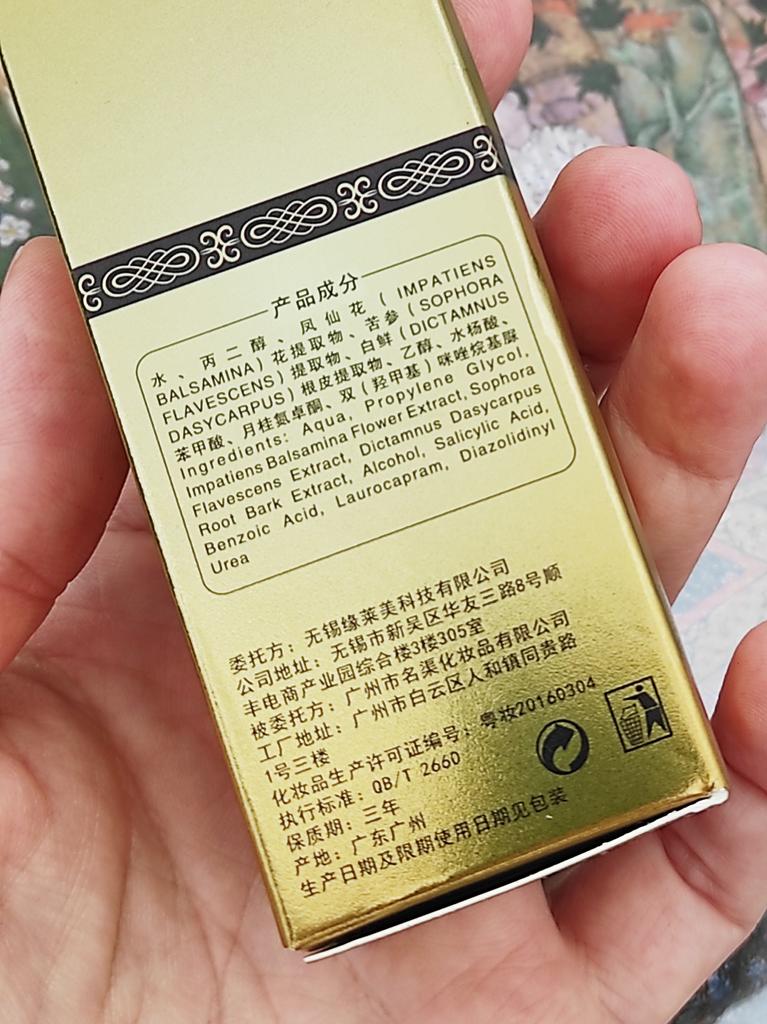 产品成分
水、丙二醇、凤仙花（IMPATIENS
BALSAMINA）花提取物、苦参（SOPHORA
FLAVESCENS）提取物、白鲜（DICTAMNUS
DASYCARPUS）根皮提取物、乙醇、水杨酸、
苯甲酸、月桂氮卓酮、双（羟甲基）咪唑烷基脲
Ingredients: Aqua, Propylene Glycol,
Impatiens Balsamina Flower Extract, Sophora
Flavescens Extract, Dictamnus Dasycarpus
Root Bark Extract, Alcohol, Salicylic Acid,
Benzoic Acid, Laurocapram, Diazolidinyl
Urea
委托方：无锡缘莱美科技有限公司
公司地址：无锡市新吴区华友三路8号顺
丰电商产业园综合楼3楼305室
被委托方：广州市名渠化妆品有限公司
工厂地址：广州市白云区人和镇同贵路
1号三楼
化妆品生产许可证编号：粤妆20160304
执行标准：QB/T 2660
保质期：三年
产地：广东广州
生产日期及限期使用日期见包装